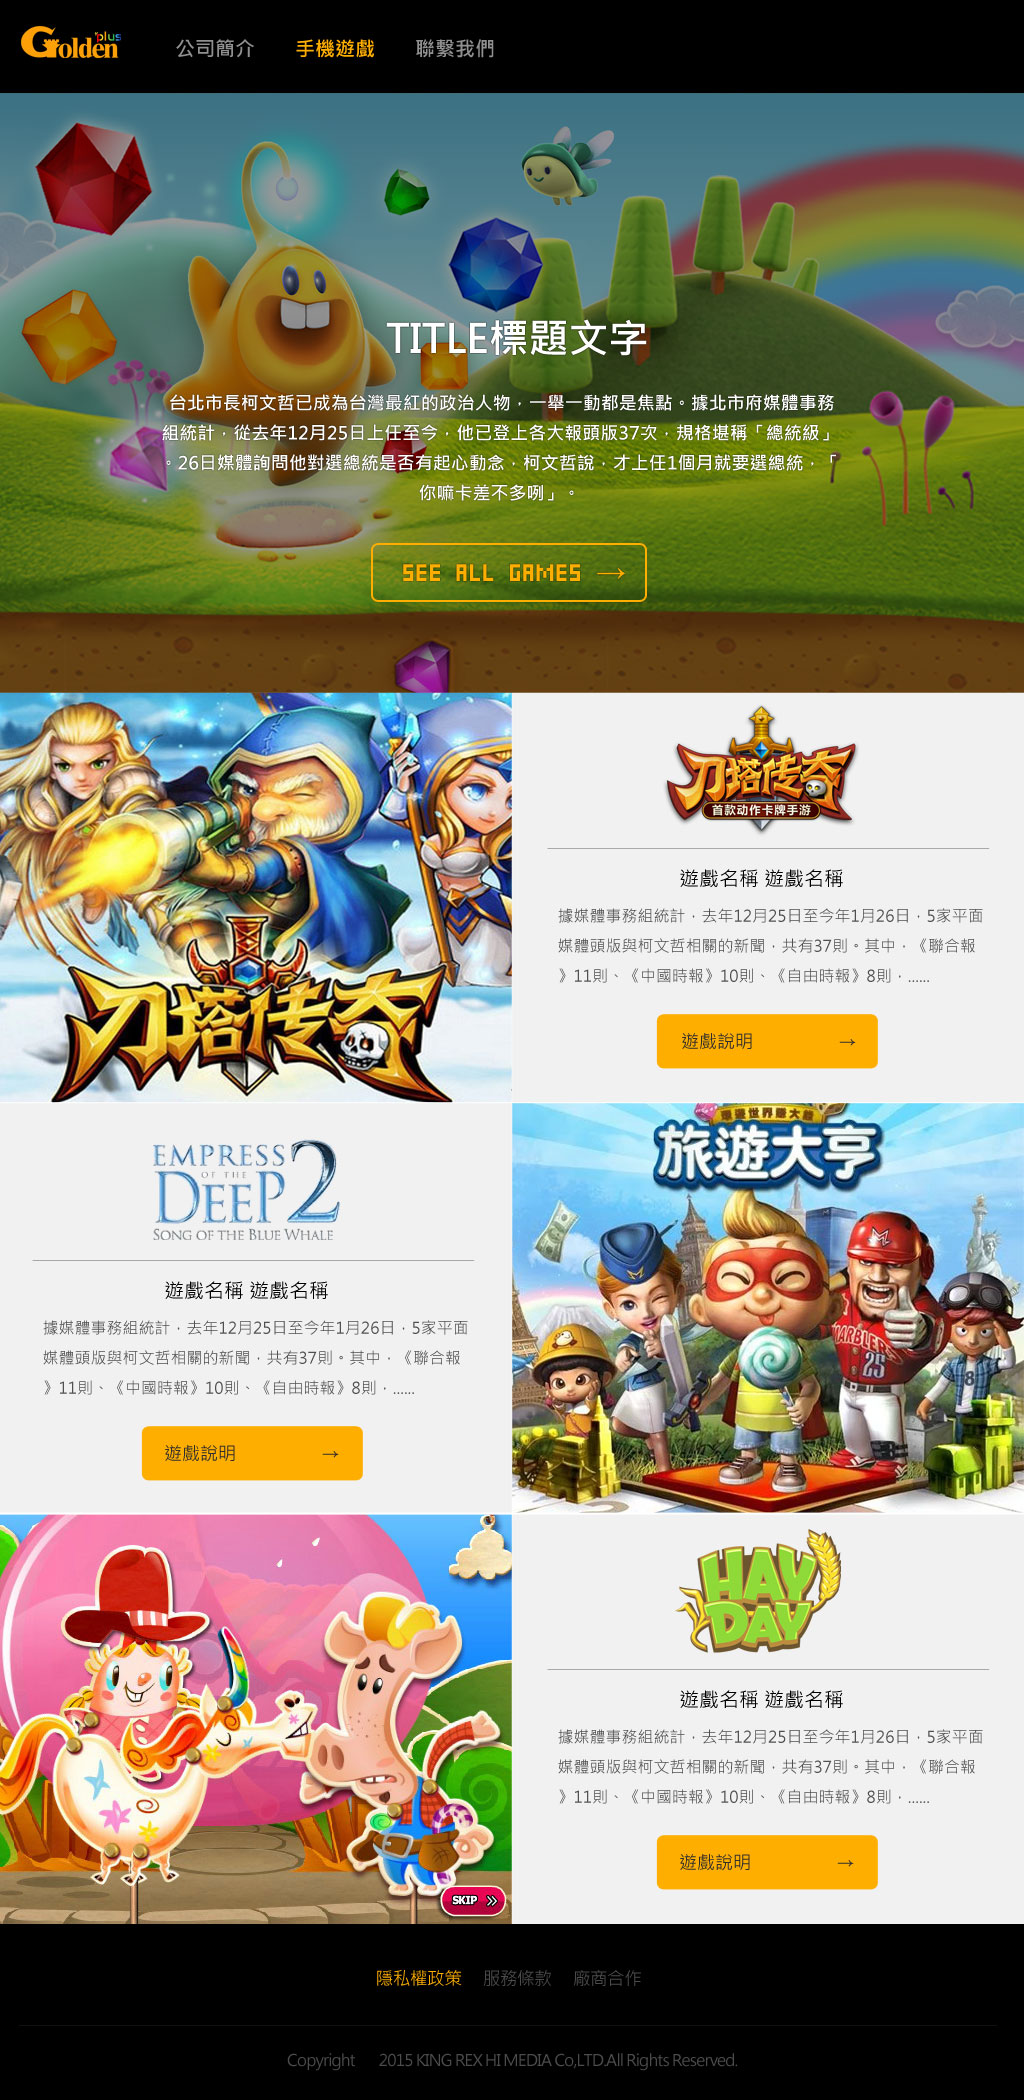 Golden plus
公司簡介 手機遊戲 聯繫我們
TITLE標題文字
台北市長柯文哲已成為台灣最紅的政治人物，一舉一動都是焦點。據北市府媒體事務
組統計，從去年12月25日上任至今，他已登上各大報頭版37次，規格堪稱「總統級」
。26日媒體詢問他對選總統是否有起心動念，柯文哲說，才上任1個月就要選總統，「
你嘛卡差不多咧」。
SEE ALL GAMES →
刀塔传奇
刀塔传奇
首款动作卡牌手游
遊戲名稱 遊戲名稱
據媒體事務組統計，去年12月25日至今年1月26日，5家平面
媒體頭版與柯文哲相關的新聞，共有37則。其中，《聯合報
》11則、《中國時報》10則、《自由時報》8則，......
遊戲說明 →
EMPRESS
OF THE
DEEP 2
SONG OF THE BLUE WHALE
遊戲名稱 遊戲名稱
據媒體事務組統計，去年12月25日至今年1月26日，5家平面
媒體頭版與柯文哲相關的新聞，共有37則。其中，《聯合報
》11則、《中國時報》10則、《自由時報》8則，......
遊戲說明 →
旅遊大亨
MARBLERS
25
8
SKIP
HAY
DAY
遊戲名稱 遊戲名稱
據媒體事務組統計，去年12月25日至今年1月26日，5家平面
媒體頭版與柯文哲相關的新聞，共有37則。其中，《聯合報
》11則、《中國時報》10則、《自由時報》8則，......
遊戲說明 →
隱私權政策 服務條款 廠商合作
Copyright 2015 KING REX HI MEDIA Co,LTD.All Rights Reserved.